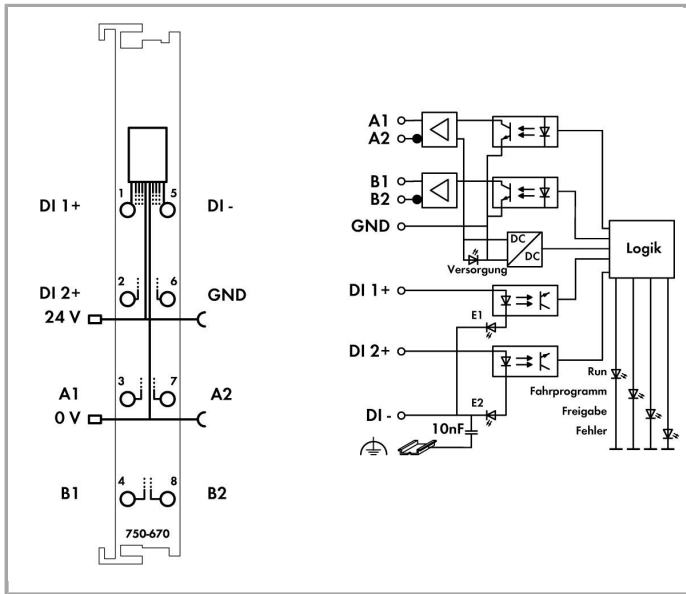 1
5
DI 1+
DI -
2
6
DI 2+
GND
24 V
3
7
A1
A2
0 V
4
8
B1
B2
750-670
A1
A2
B1
B2
GND
DC
DC
Versorgung
Logik
DI 1+
E1
DI 2+
Run
Fahrprogramm
E2
Freigabe
DI -
10nF
Fehler